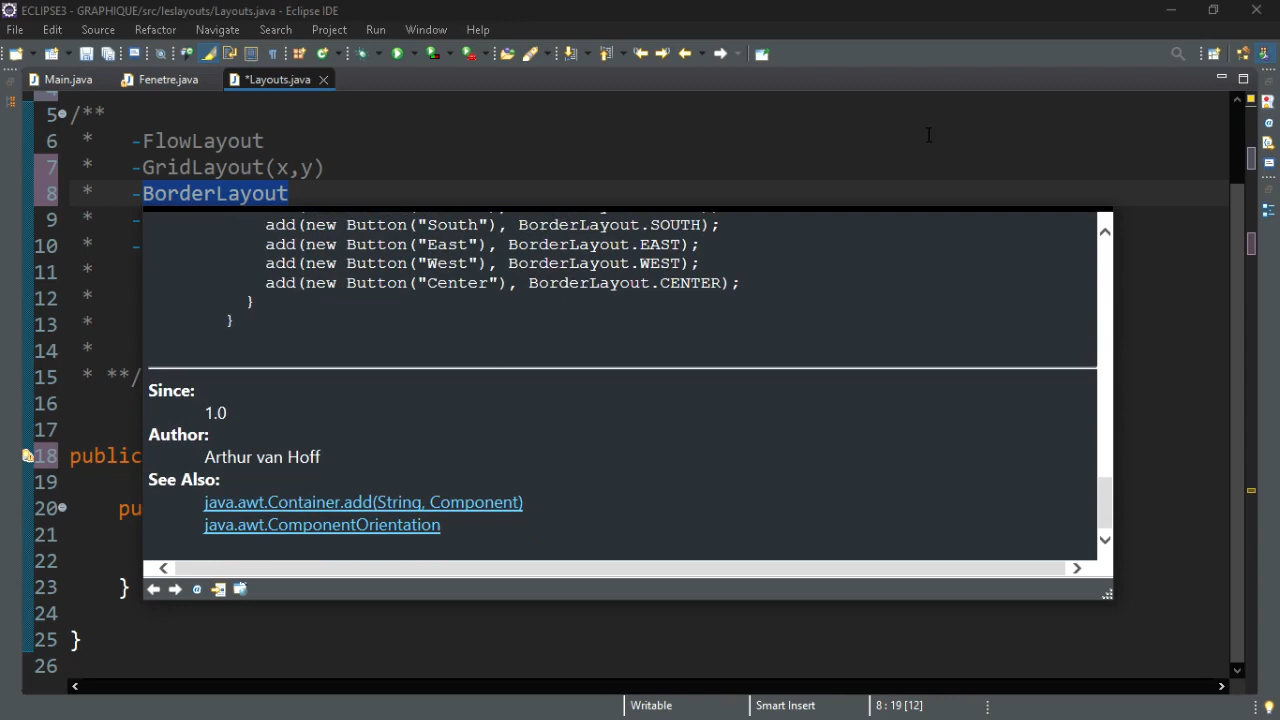 ECLIPSE3 - GRAPHIQUE/src/leslayouts/Layouts.java - Eclipse IDE
File Edit Source Refactor Navigate Search Project Run Window Help
Main.java Fenetre.java *Layouts.java
5 /**
6 * -FlowLayout
7 * -GridLayout(x,y)
8 * -BorderLayout
9 * -
10 * -
11 *
12 *
13 *
14 *
15 * **/
16
17
18 public
19
20 pu
21
22
23 }
24
25 }
26
add(new Button("South"), BorderLayout.SOUTH);
add(new Button("East"), BorderLayout.EAST);
add(new Button("West"), BorderLayout.WEST);
add(new Button("Center"), BorderLayout.CENTER);
}
}
Since:
1.0
Author:
Arthur van Hoff
See Also:
java.awt.Container.add(String, Component)
java.awt.ComponentOrientation
Writable Smart Insert 8 : 19 [12]